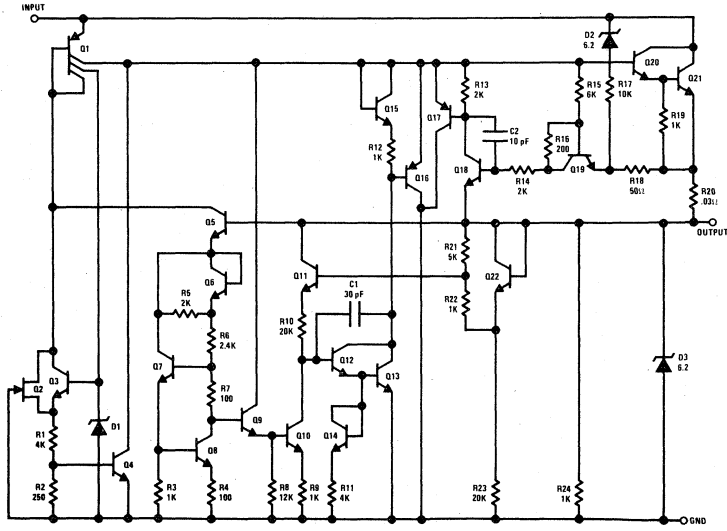 INPUT
Q1
D2
6.2
Q20
Q21
R13
2K
R15
6K
R17
10K
Q15
Q17
R19
1K
R12
1K
C2
10 pF
R16
200
Q16
Q18
R14
2K
Q19
R18
50Ω
R20
.03Ω
Q5
OUTPUT
R21
5K
Q11
Q22
Q6
C1
30 pF
R22
1K
R5
2K
R10
20K
R6
2.4K
Q12
D3
6.2
Q7
Q2
Q3
Q13
R7
100
Q9
D1
Q10
Q14
R1
4K
Q8
Q4
R2
250
R3
1K
R4
100
R8
12K
R9
1K
R11
4K
R23
20K
R24
1K
GND